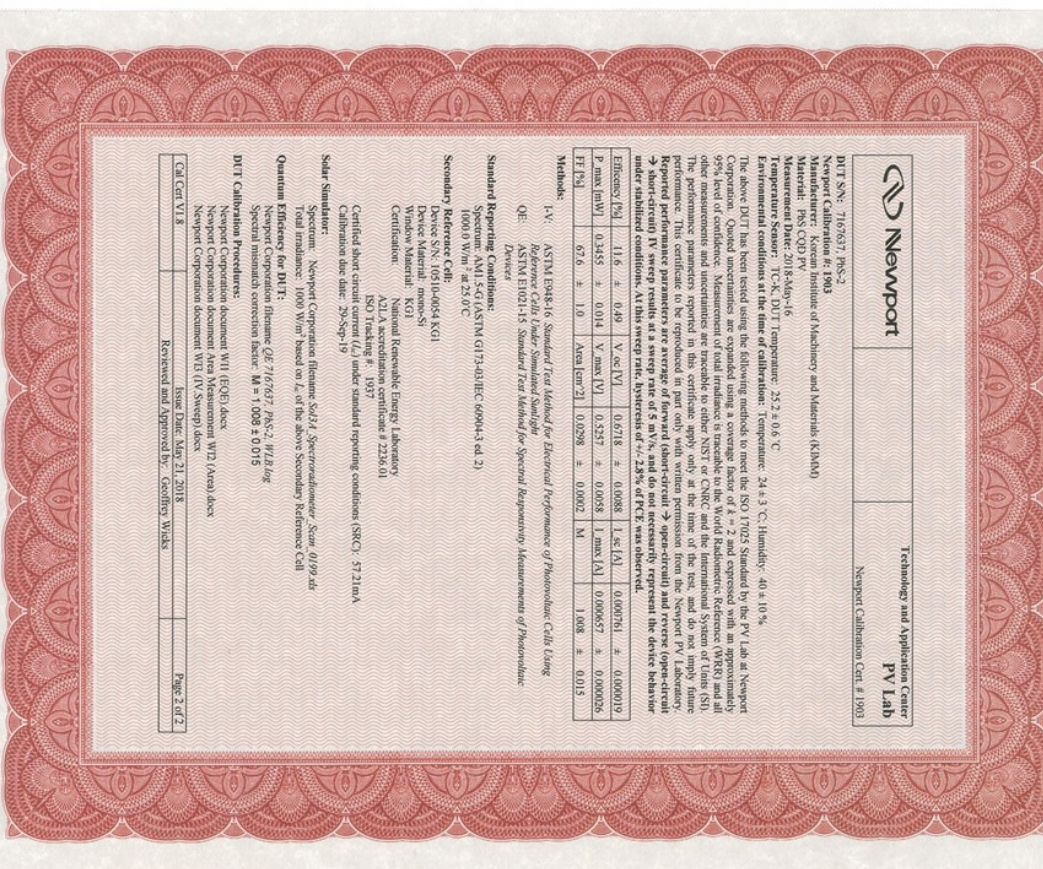 Newport
Technology and Application Center
PV Lab
Newport Calibration Cert. # 1903
DUT S/N: 7167637_PbS-2
Newport Calibration #: 1903
Manufacturer: Korean Institute of Machinery and Materials (KIMM)
Material: PbS CQD PV
Measurement Date: 2018-May-16
Temperature Sensor: TC-K, DUT Temperature: 25.2 ± 0.6 ˚C
Environmental conditions at the time of calibration: Temperature: 24 ± 3 ˚C, Humidity: 40 ± 10 %
The above DUT has been tested using the following methods to meet the ISO 17025 Standard by the PV Lab at Newport
Corporation. Quoted uncertainties are expanded using a coverage factor of k = 2 and expressed with an approximately
95% level of confidence. Measurement of total irradiance is traceable to the World Radiometric Reference (WRR) and all
other measurements and uncertainties are traceable to either NIST or CNRC and the International System of Units (SI).
The performance parameters reported in this certificate apply only at the time of the test, and do not imply future
performance. This certificate to be reproduced in part only with written permission from the Newport PV Laboratory.
Reported performance parameters are average of forward (short-circuit → open-circuit) and reverse (open-circuit
→ short-circuit) IV sweep results at a sweep rate of 5 mV/s, and do not necessarily represent the device behavior
under stabilized conditions. At this sweep rate, hysteresis of +/- 2.8% of PCE was observed.
Efficency [%] 11.6 ± 0.49 V_oc [V] 0.6718 ± 0.0088 I_sc [A] 0.000761 ± 0.000019
P_max [mW] 0.3455 ± 0.014 V_max [V] 0.5257 ± 0.0058 I_max [A] 0.000657 ± 0.000026
FF [%] 67.6 ± 1.0 Area [cm^2] 0.0298 ± 0.0002 M 1.008 ± 0.015
Methods:
I-V: ASTM E948-16 Standard Test Method for Electrical Performance of Photovoltaic Cells Using
Reference Cells Under Simulated Sunlight
QE: ASTM E1021-15 Standard Test Method for Spectral Responsivity Measurements of Photovoltaic
Devices
Standard Reporting Conditions:
Spectrum: AM1.5-G (ASTM G173-03/IEC 60904-3 ed. 2)
1000.0 W/m² at 25.0˚C
Secondary Reference Cell:
Device S/N: 10510-0054 KG1
Device Material: mono-Si
Window Material: KG1
Certification: National Renewable Energy Laboratory
A2LA accreditation certificate # 2236.01
ISO Tracking #: 1937
Certified short circuit current (Isc) under standard reporting conditions (SRC): 57.21mA
Calibration due date: 29-Sep-19
Solar Simulator:
Spectrum: Newport Corporation filename Sol3A_Spectroradiometer_Scan_0199.xls
Total irradiance: 1000 W/m² based on Isc of the above Secondary Reference Cell
Quantum Efficiency for DUT:
Newport Corporation filename QE_7167637_PbS-2_WLB.log
Spectral mismatch correction factor: M = 1.008 ± 0.015
DUT Calibration Procedures:
Newport Corporation document WI1 (EQE).docx
Newport Corporation document Area Measurement WI2 (Area).docx
Newport Corporation document WI3 (IV.Sweep).docx
Cal Cert V1.8
Issue Date: May 21, 2018
Page 2 of 2
Reviewed and Approved by: Geoffrey Wicks